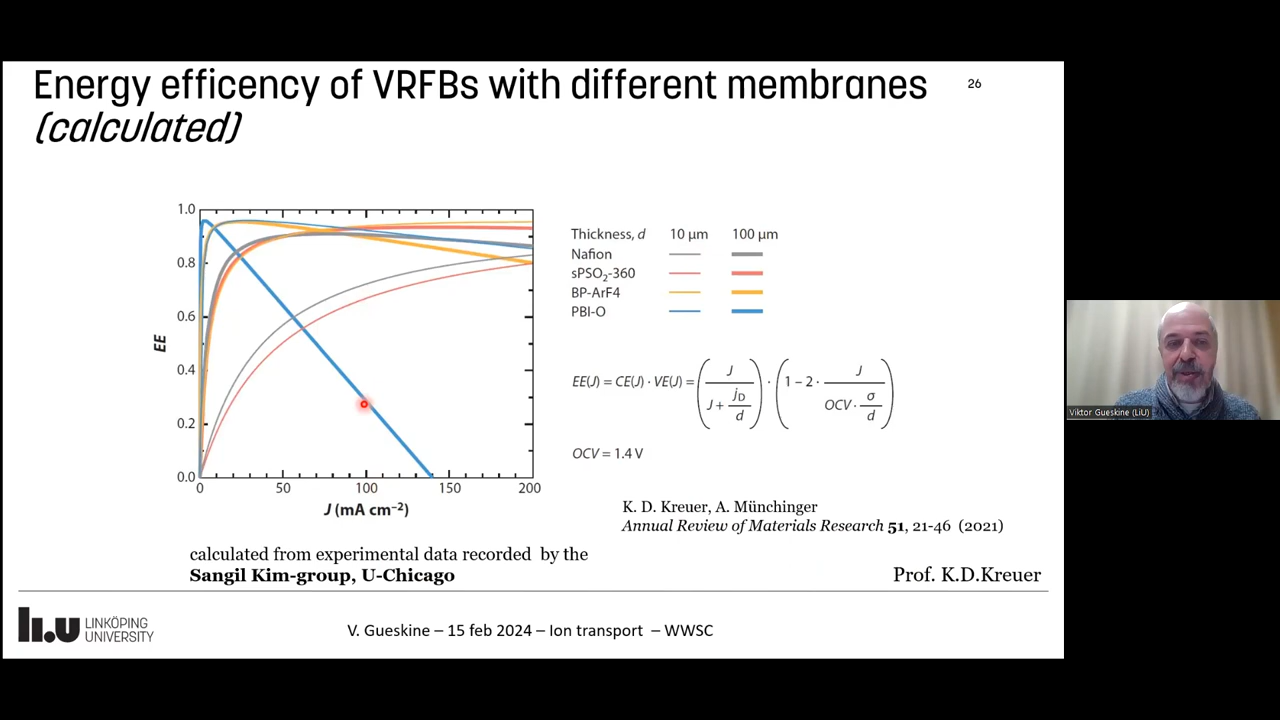 Energy efficency of VRFBs with different membranes
(calculated)
26
1.0
0.8
0.6
0.4
0.2
0.0
EE
0
50
100
150
200
J (mA cm–2)
Thickness, d 10 μm 100 μm
Nafion
sPSO2-360
BP-ArF4
PBI-O
EE(J) = CE(J) · VE(J) = ( J / ( J + jD / d ) ) · ( 1 – 2 · J / ( OCV · σ / d ) )
OCV = 1.4 V
K. D. Kreuer, A. Münchinger
Annual Review of Materials Research 51, 21-46 (2021)
calculated from experimental data recorded by the
Sangil Kim-group, U-Chicago
Prof. K.D.Kreuer
li.u LINKÖPING
UNIVERSITY
V. Gueskine – 15 feb 2024 – Ion transport – WWSC
Viktor Gueskine (LiU)